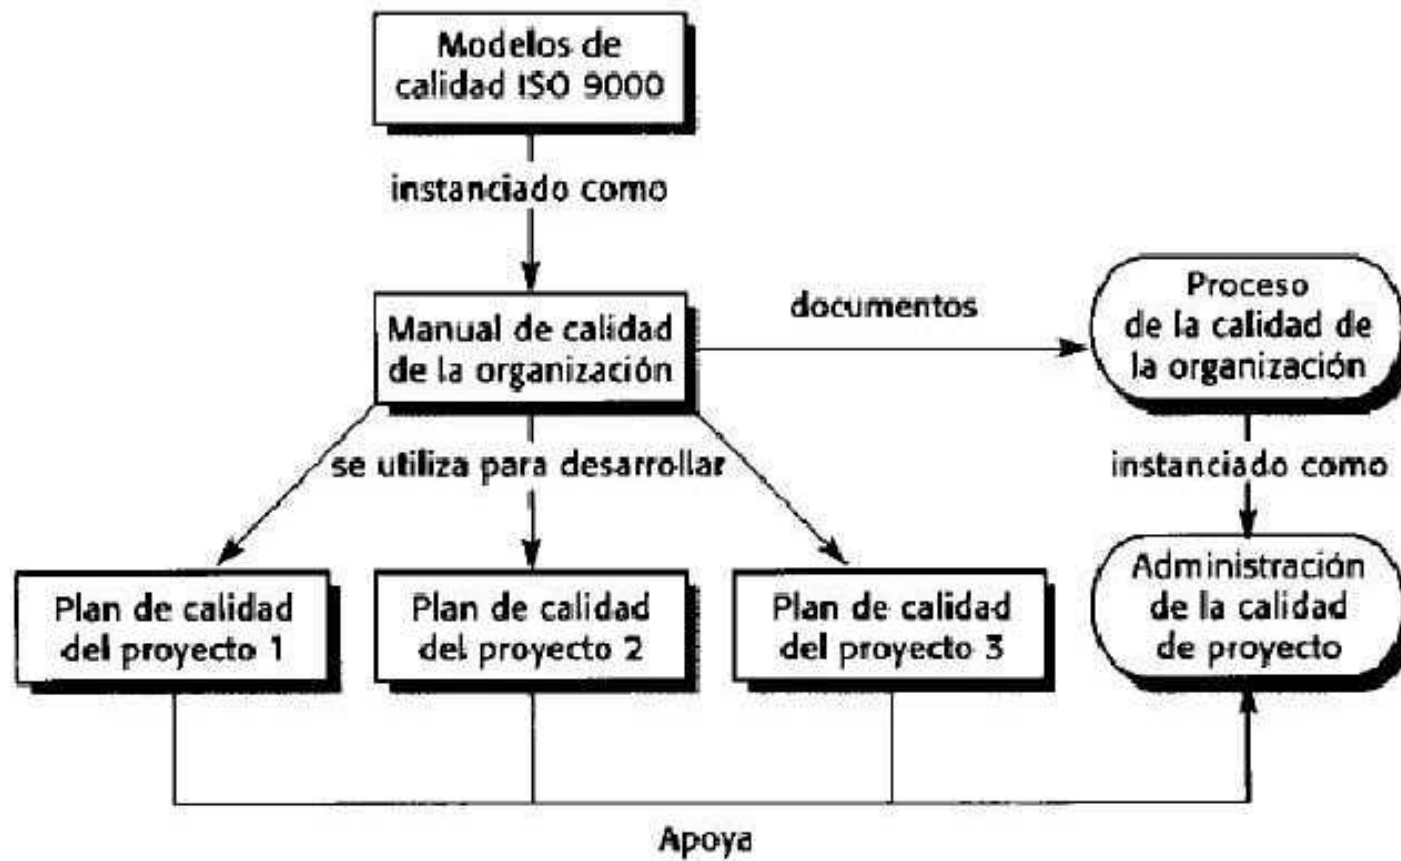 Modelos de
calidad ISO 9000
instanciado como
Manual de calidad
de la organización
documentos
Proceso
de la calidad de
la organización
se utiliza para desarrollar
instanciado como
Plan de calidad
del proyecto 1
Plan de calidad
del proyecto 2
Plan de calidad
del proyecto 3
Administración
de la calidad
de proyecto
Apoya